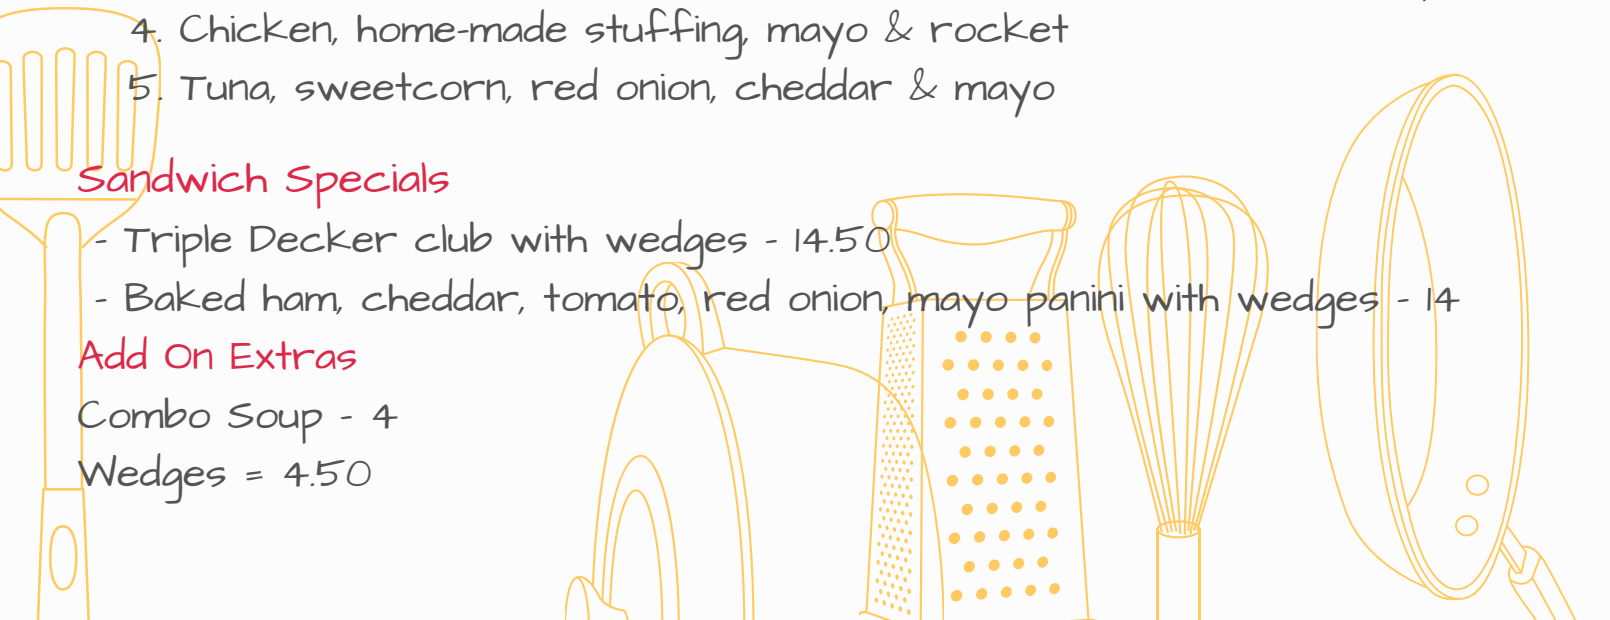 4. Chicken, home-made stuffing, mayo & rocket
5. Tuna, sweetcorn, red onion, cheddar & mayo
Sandwich Specials
- Triple Decker club with wedges - 14.50
- Baked ham, cheddar, tomato, red onion, mayo panini with wedges - 14
Add On Extras
Combo Soup - 4
Wedges = 4.50